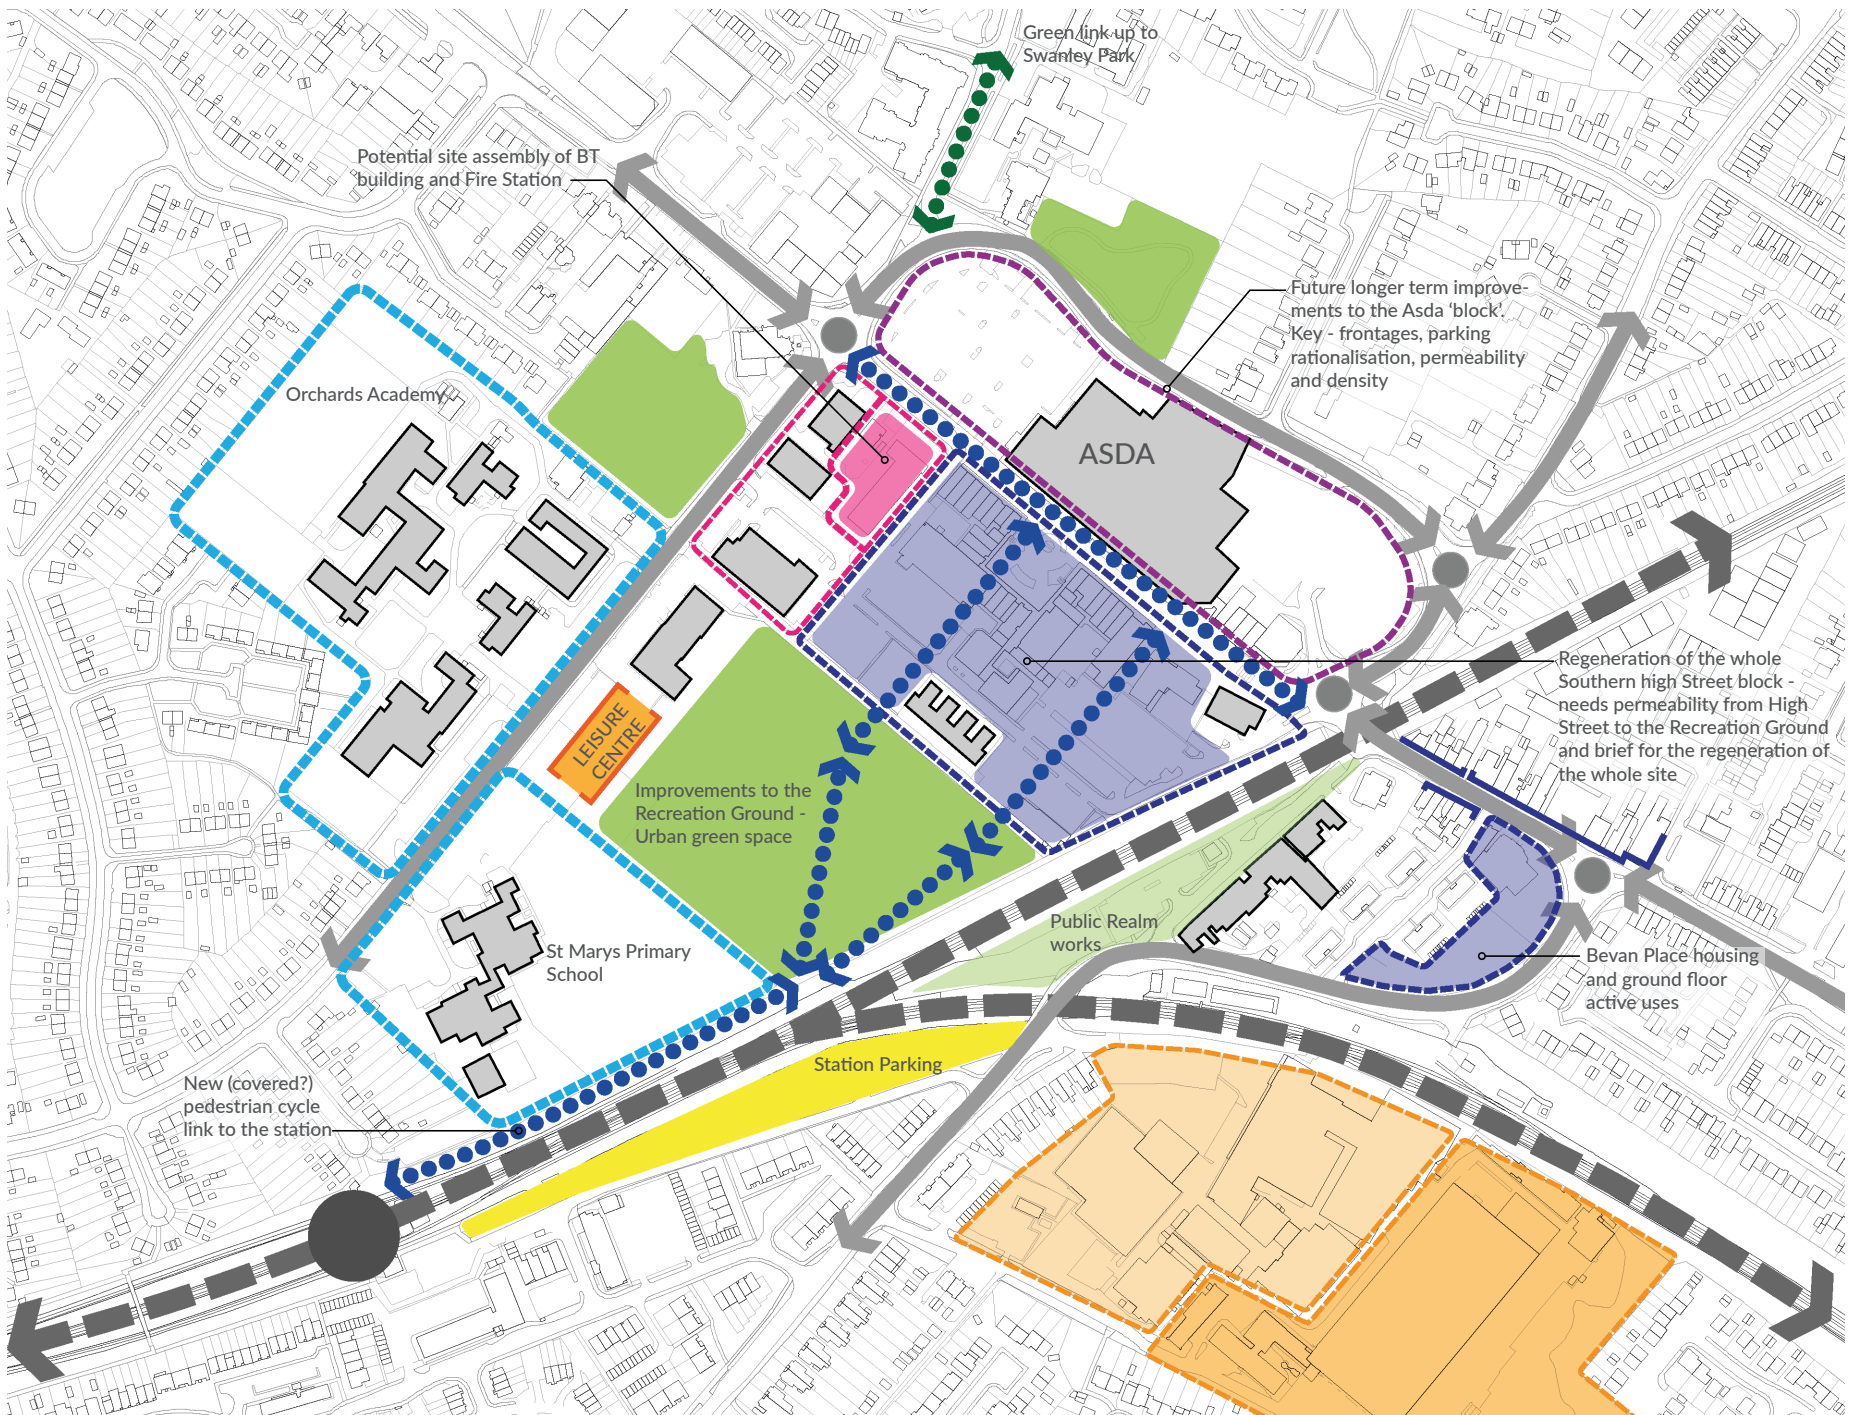 Green link up to
Swanley Park
Potential site assembly of BT
building and Fire Station
Future longer term improve-
ments to the Asda ‘block’.
Key - frontages, parking
rationalisation, permeability
and density
Orchards Academy
ASDA
Regeneration of the whole
Southern high Street block -
needs permeability from High
Street to the Recreation Ground
and brief for the regeneration of
the whole site
LEISURE
CENTRE
Improvements to the
Recreation Ground -
Urban green space
Public Realm
works
St Marys Primary
School
Bevan Place housing
and ground floor
active uses
Station Parking
New (covered?)
pedestrian cycle
link to the station